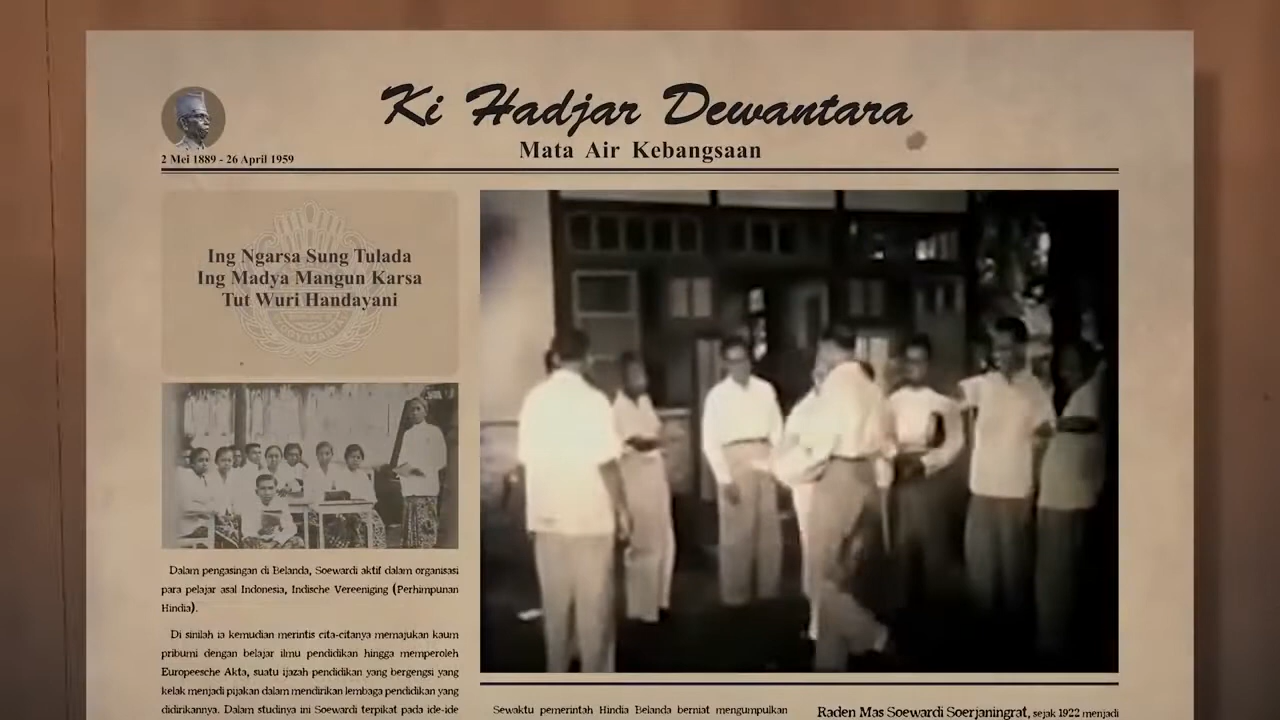 Ki Hadjar Dewantara
Mata Air Kebangsaan
2 Mei 1889 - 26 April 1959
Ing Ngarsa Sung Tulada
Ing Madya Mangun Karsa
Tut Wuri Handayani
Dalam pengasingan di Belanda, Soewardi aktif dalam organisasi
para pelajar asal Indonesia, Indische Vereeniging (Perhimpunan
Hindia).
Di sinilah ia kemudian merintis cita-citanya memajukan kaum
pribumi dengan belajar ilmu pendidikan hingga memperoleh
Europeesche Akta, suatu ijazah pendidikan yang bergengsi yang
kelak menjadi pijakan dalam mendirikan lembaga pendidikan yang
didirikannya. Dalam studinya ini Soewardi terpikat pada ide-ide
Sewaktu pemerintah Hindia Belanda berniat mengumpulkan
Raden Mas Soewardi Soerjaningrat, sejak 1922 menjadi